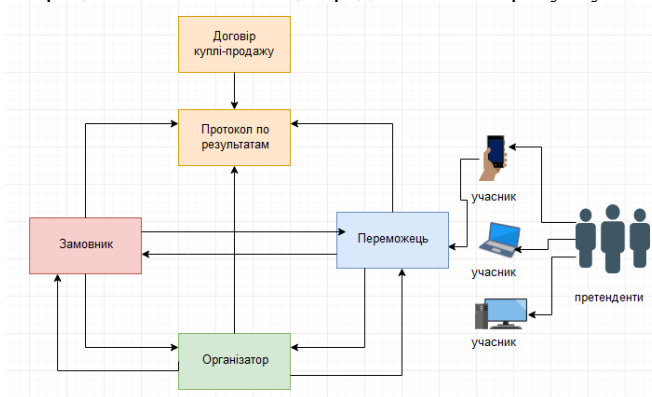 Договір
куплі-продажу
Протокол по
результатам
учасник
Замовник
Переможець
учасник
претенденти
учасник
Організатор